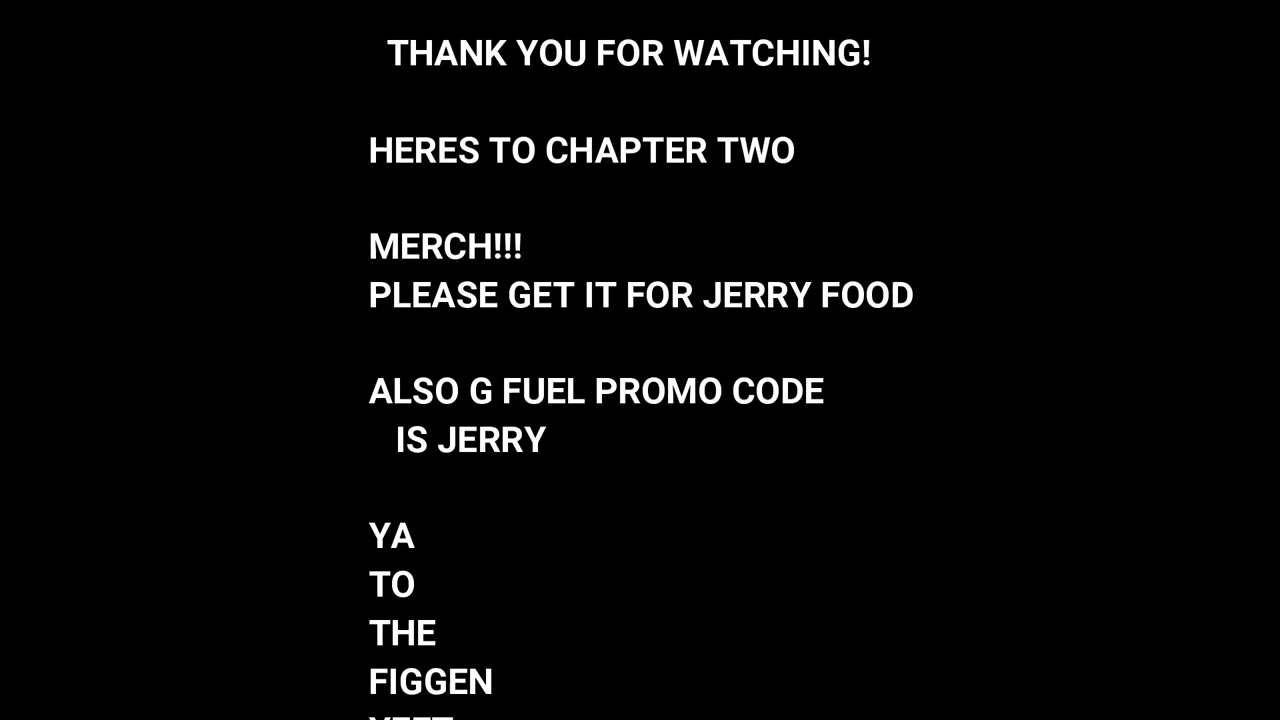 THANK YOU FOR WATCHING!
HERES TO CHAPTER TWO
MERCH!!!
PLEASE GET IT FOR JERRY FOOD
ALSO G FUEL PROMO CODE
IS JERRY
YA
TO
THE
FIGGEN